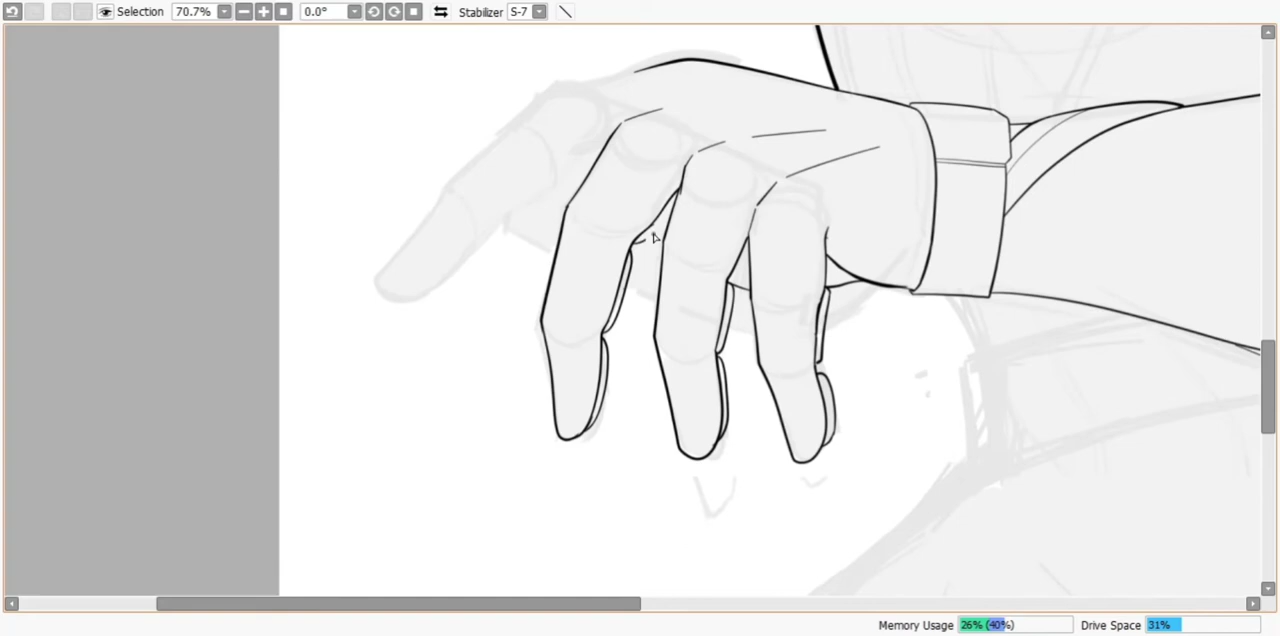 Selection 70.7% 0.0° Stabilizer S-7
Memory Usage 26% (40%) Drive Space 31%